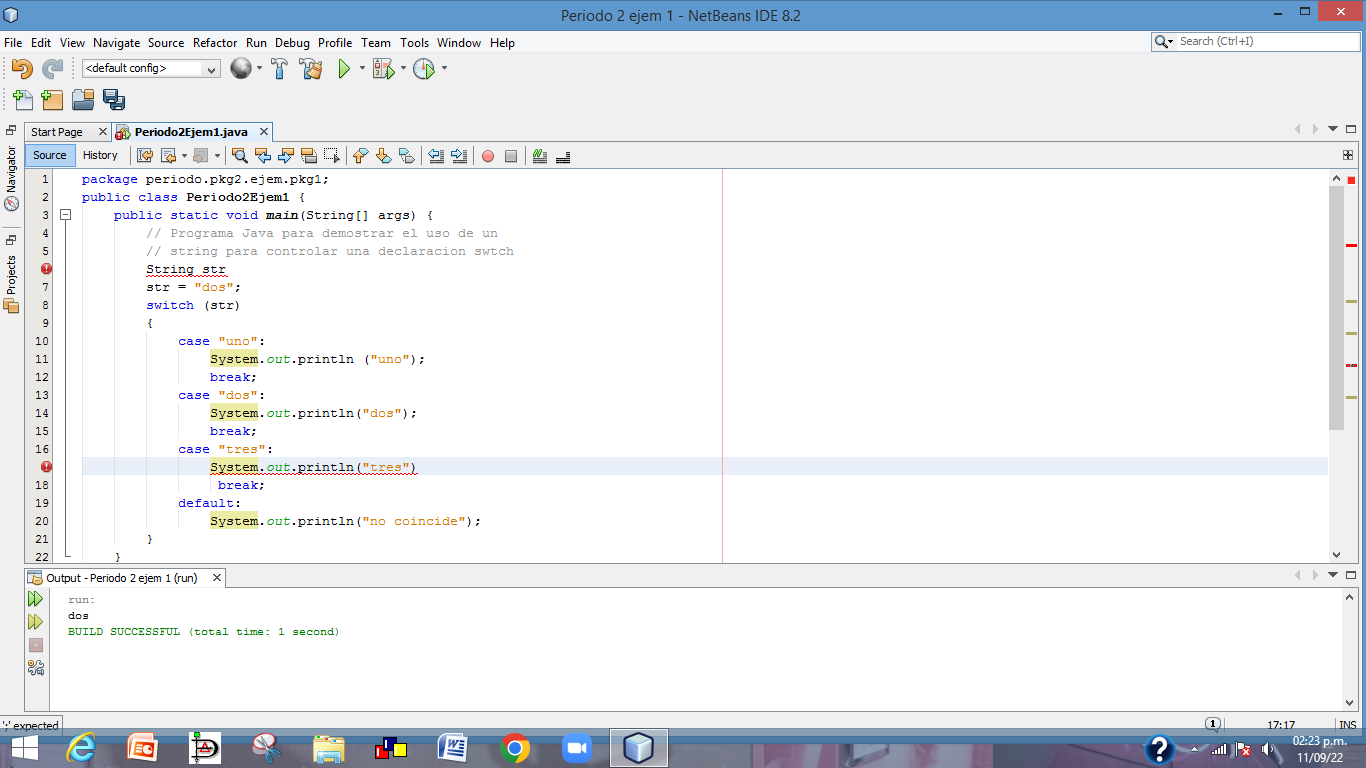 Periodo 2 ejem 1 - NetBeans IDE 8.2
File Edit View Navigate Source Refactor Run Debug Profile Team Tools Window Help
Search (Ctrl+I)
<default config>
Start Page
Periodo2Ejem1.java
Source History
Navigator
Projects
1 package periodo.pkg2.ejem.pkg1;
2 public class Periodo2Ejem1 {
3 public static void main(String[] args) {
4 // Programa Java para demostrar el uso de un
5 // string para controlar una declaracion swtch
String str
7 str = "dos";
8 switch (str)
9 {
10 case "uno":
11 System.out.println ("uno");
12 break;
13 case "dos":
14 System.out.println("dos");
15 break;
16 case "tres":
System.out.println("tres")
18 break;
19 default:
20 System.out.println("no coincide");
21 }
22 }
Output - Periodo 2 ejem 1 (run)
run:
dos
BUILD SUCCESSFUL (total time: 1 second)
';' expected
1
17:17
INS
02:23 p.m.
11/09/22